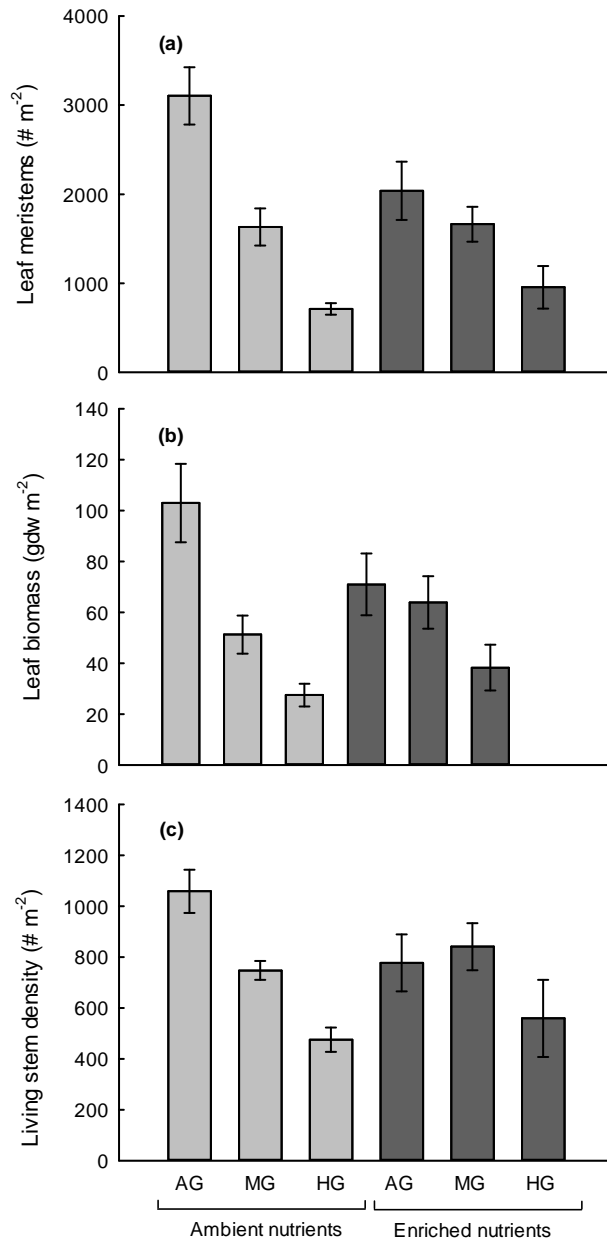 (a)
Leaf meristems (# m-2)
4000
3000
2000
1000
0
(b)
Leaf biomass (gdw m-2)
140
120
100
80
60
40
20
0
(c)
Living stem density (# m-2)
1400
1200
1000
800
600
400
200
0
AG MG HG AG MG HG
Ambient nutrients Enriched nutrients